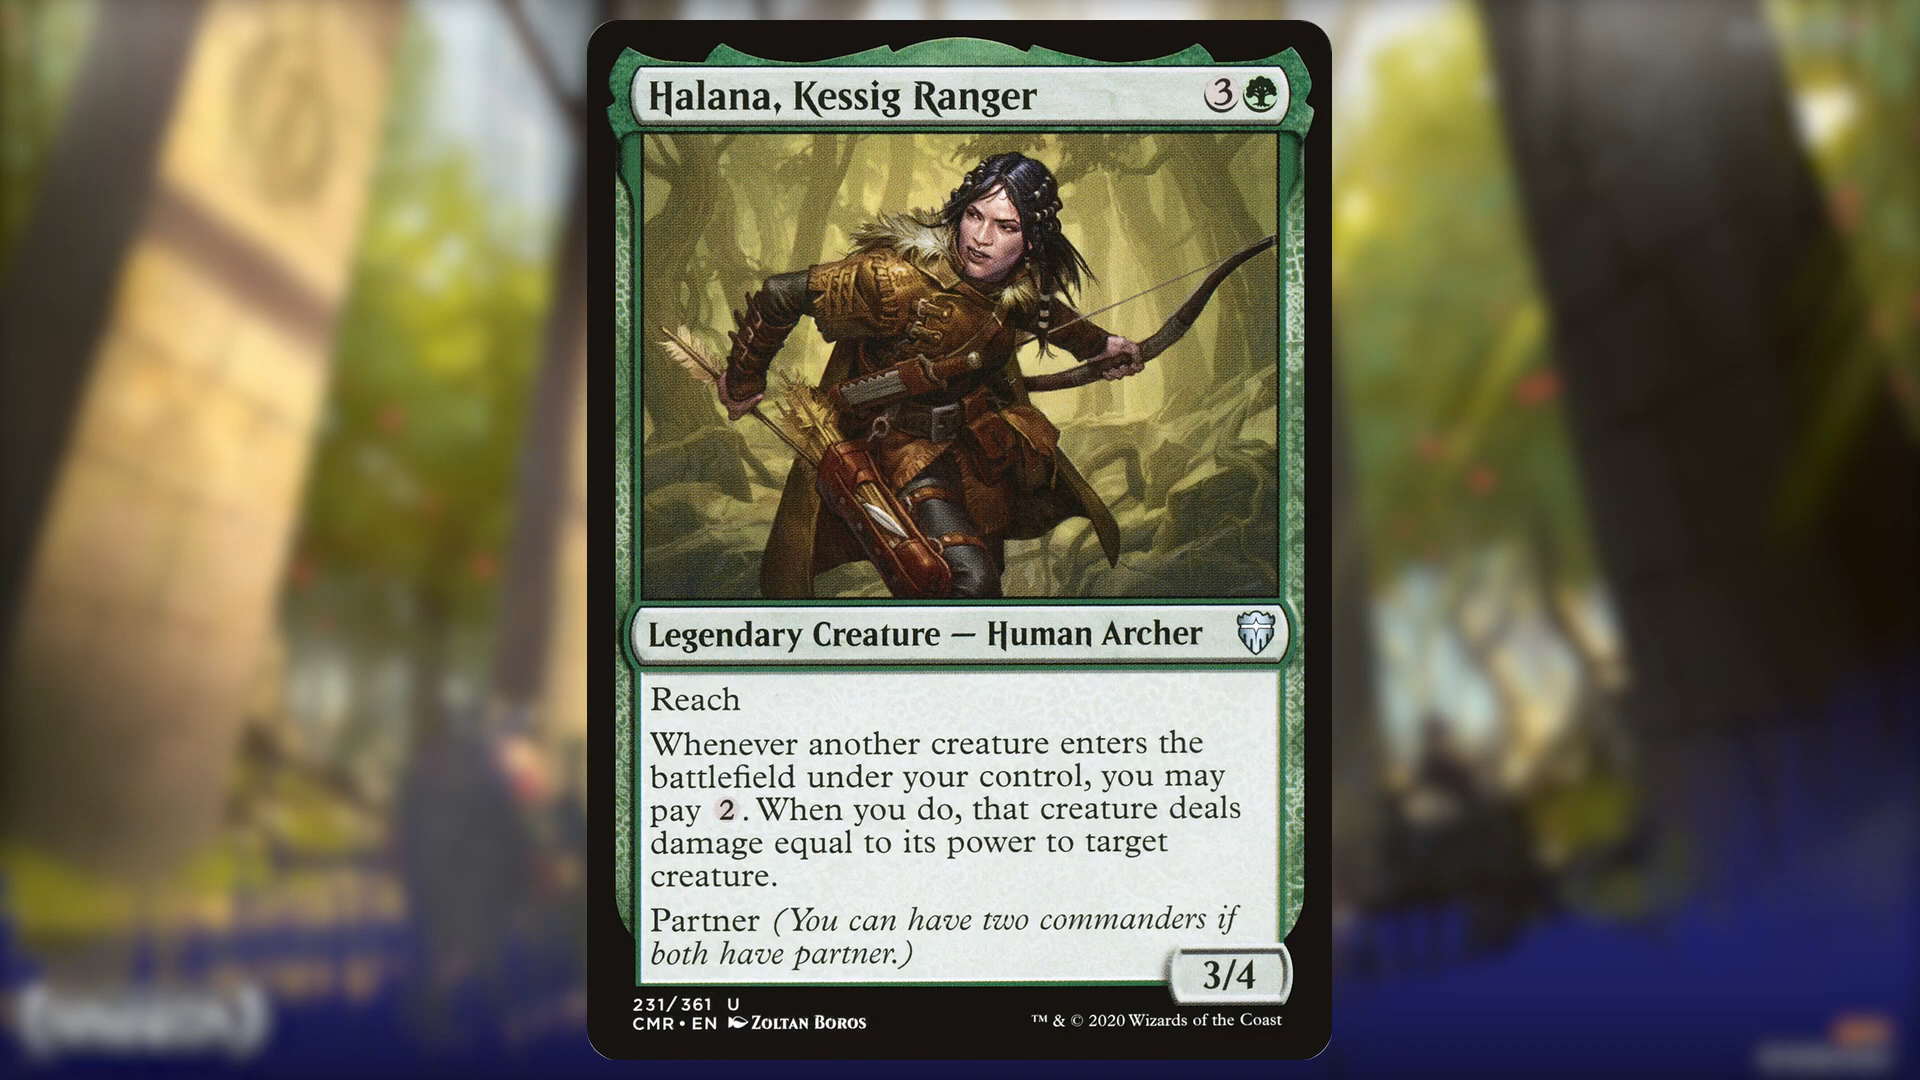 Halana, Kessig Ranger 3
Legendary Creature — Human Archer
Reach
Whenever another creature enters the
battlefield under your control, you may
pay 2. When you do, that creature deals
damage equal to its power to target
creature.
Partner (You can have two commanders if
both have partner.)
3/4
231/361 U
CMR • EN Zoltan Boros
™ & © 2020 Wizards of the Coast